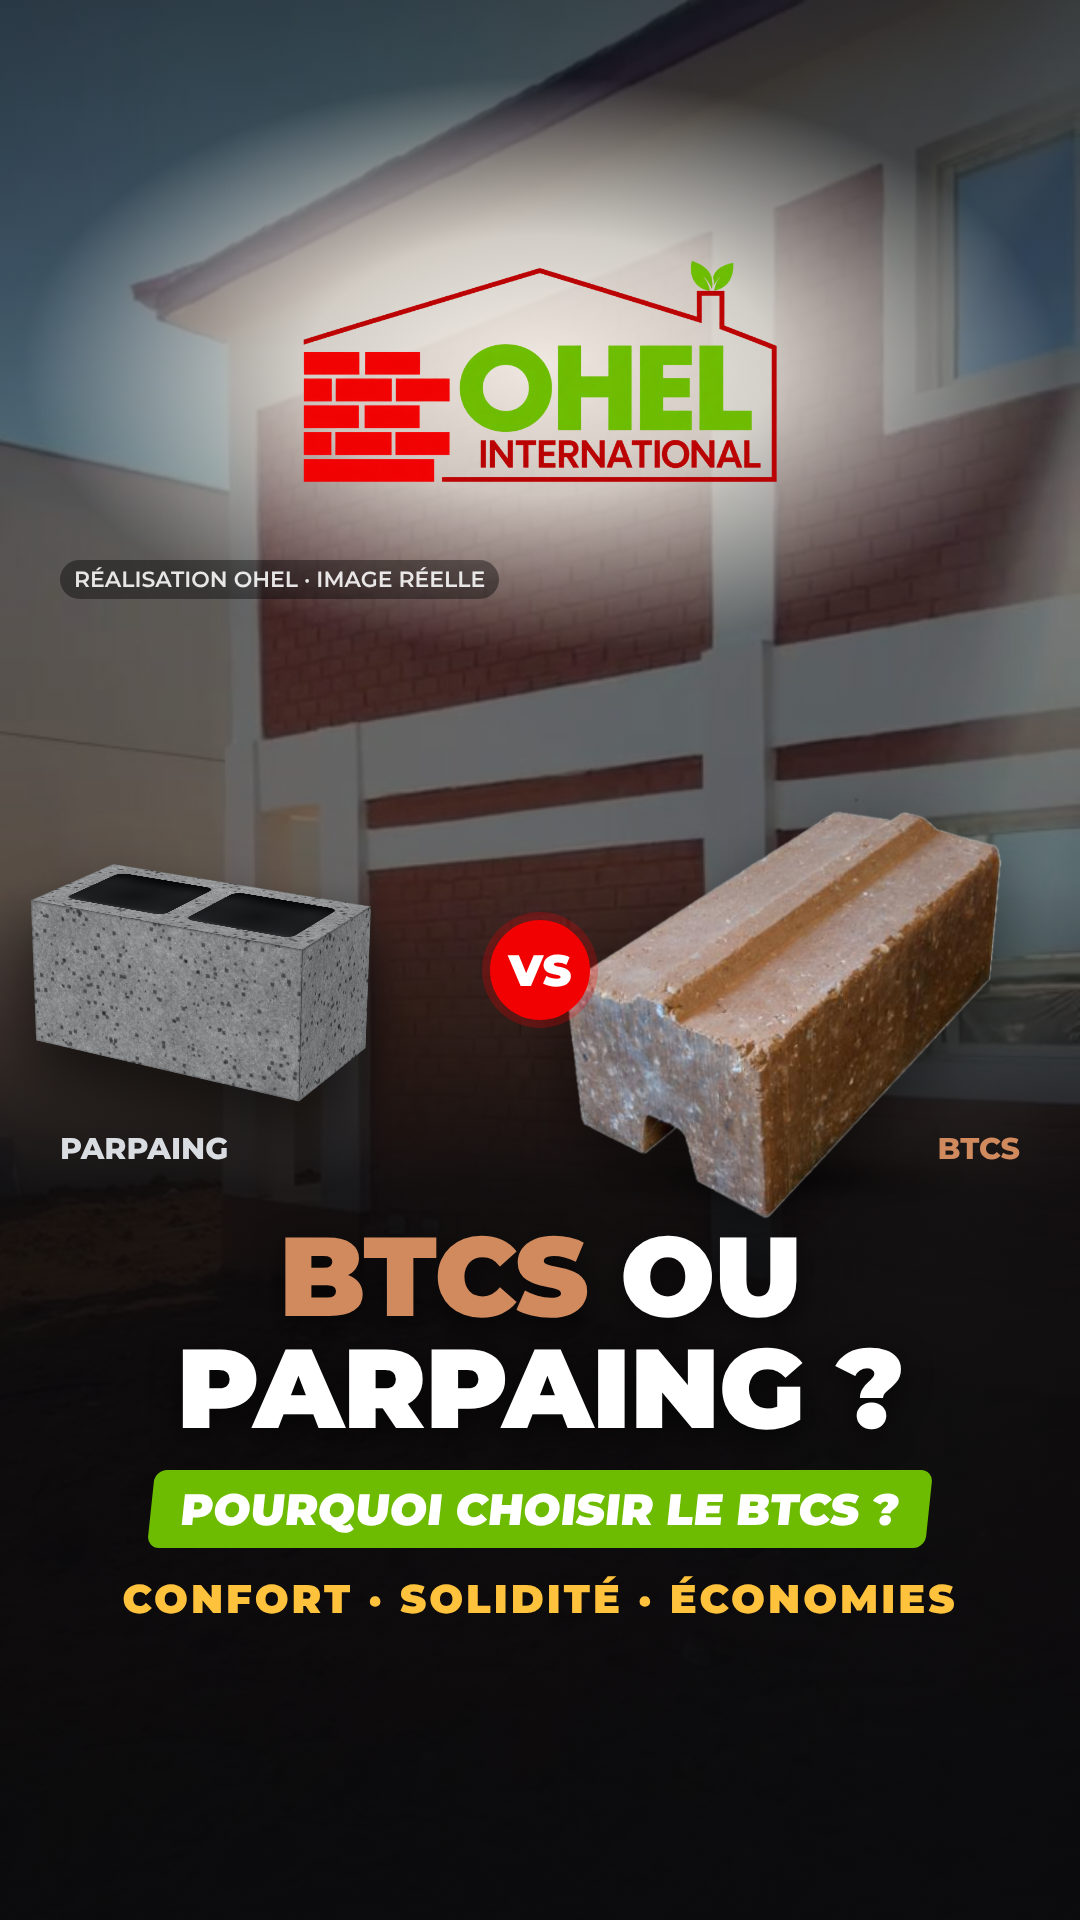 OHEL
INTERNATIONAL
RÉALISATION OHEL · IMAGE RÉELLE
VS
PARPAING
BTCS
BTCS OU
PARPAING ?
POURQUOI CHOISIR LE BTCS ?
CONFORT • SOLIDITÉ • ÉCONOMIES